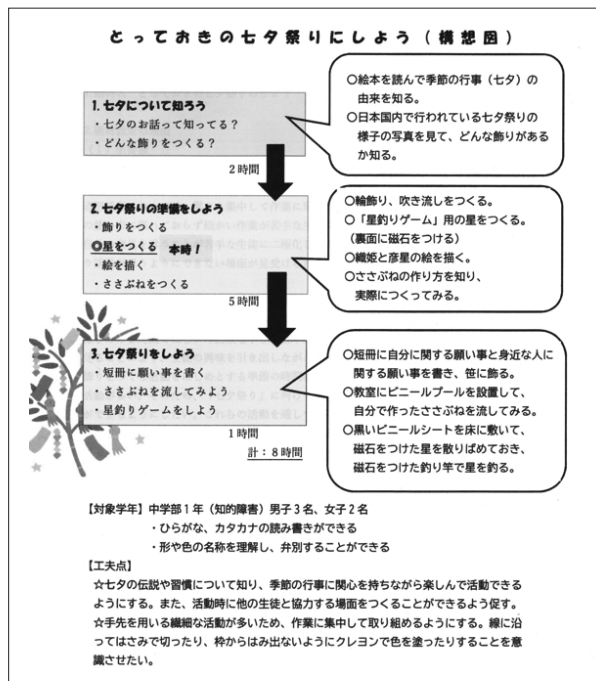 とっておきの七夕祭りにしよう（構想図）
1. 七夕について知ろう
・七夕のお話って知ってる？
・どんな飾りをつくる？
2時間
○絵本を読んで季節の行事（七夕）の
由来を知る。
○日本国内で行われている七夕祭りの
様子の写真を見て、どんな飾りがある
か知る。
2. 七夕祭りの準備をしよう
・飾りをつくる
◎星をつくる 本時！
・絵を描く
・ささぶねをつくる
5時間
○輪飾り、吹き流しをつくる。
○「星釣りゲーム」用の星をつくる。
（裏面に磁石をつける）
○織姫と彦星の絵を描く。
○ささぶねの作り方を知り、
実際につくってみる。
3. 七夕祭りをしよう
・短冊に願い事を書く
・ささぶねを流してみよう
・星釣りゲームをしよう
1時間
計：8時間
○短冊に自分に関する願い事と身近な人に
関する願い事を書き、笹に飾る。
○教室にビニールプールを設置して、
自分で作ったささぶねを流してみる。
○黒いビニールシートを床に敷いて、
磁石をつけた星を散りばめておき、
磁石をつけた釣り竿で星を釣る。
【対象学年】中学部1年（知的障害）男子3名、女子2名
・ひらがな、カタカナの読み書きができる
・形や色の名称を理解し、弁別することができる
【工夫点】
☆七夕の伝説や習慣について知り、季節の行事に関心を持ちながら楽しんで活動できる
ようにする。また、活動時に他の生徒と協力する場面をつくることができるよう促す。
☆手先を用いる繊細な活動が多いため、作業に集中して取り組めるようにする。線に沿
ってはさみで切ったり、枠からはみ出ないようにクレヨンで色を塗ったりすることを意
識させたい。